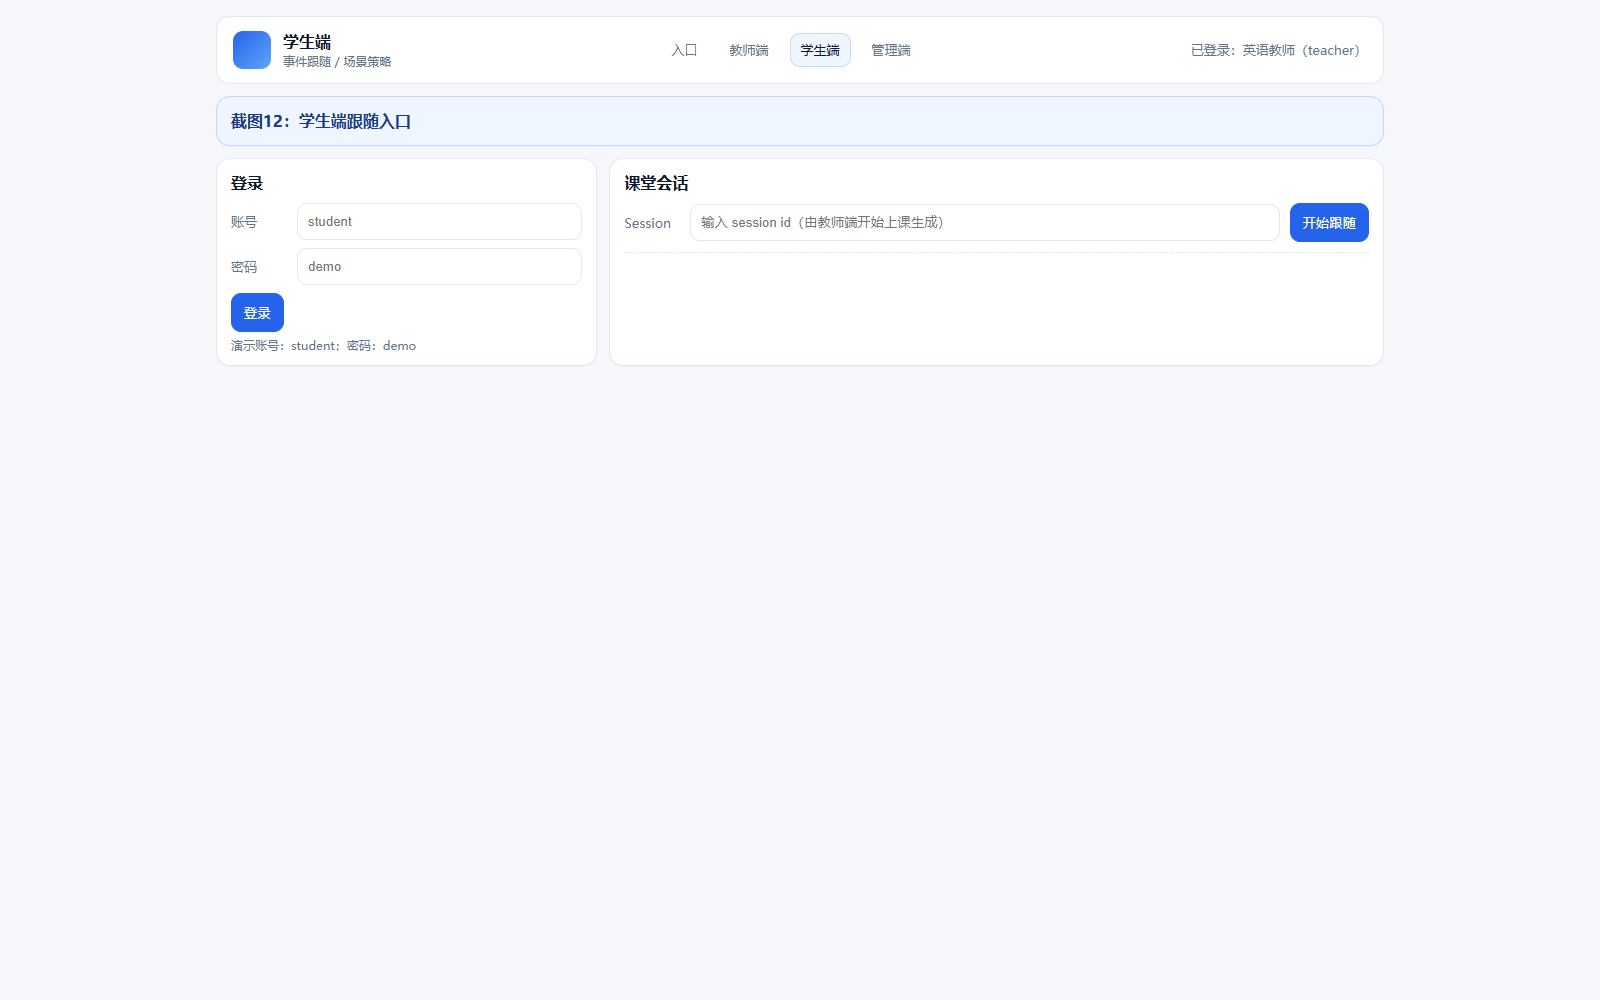 学生端
事件跟随 / 场景策略
入口
教师端
学生端
管理端
已登录：英语教师（teacher）
截图12：学生端跟随入口
登录
账号
student
密码
demo
登录
演示账号：student；密码：demo
课堂会话
Session
输入 session id（由教师端开始上课生成）
开始跟随